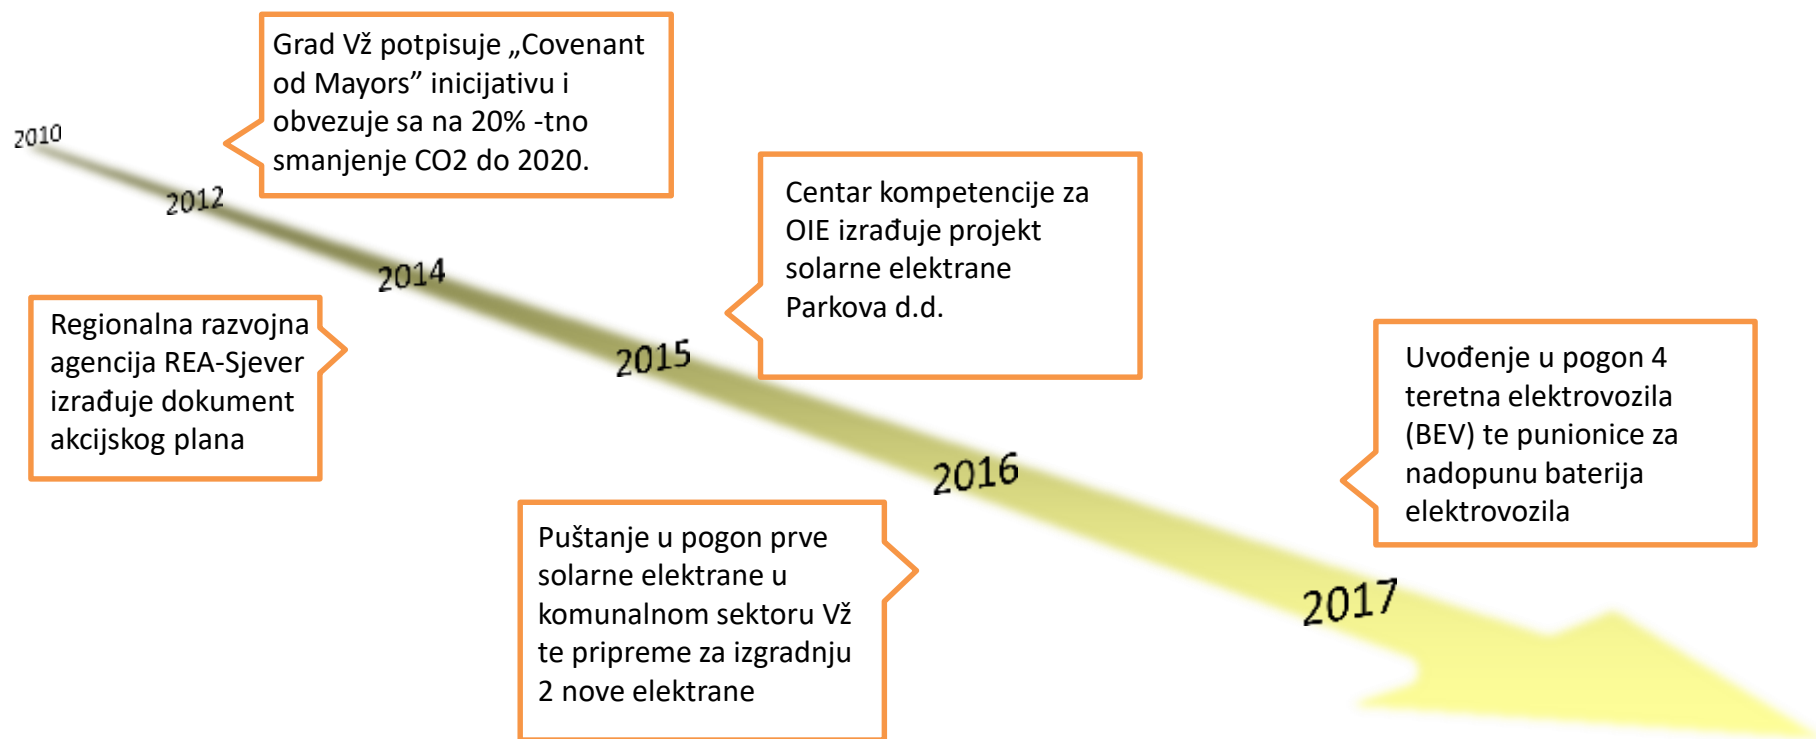 2010
Grad Vž potpisuje „Covenant
od Mayors” inicijativu i
obvezuje sa na 20% -tno
smanjenje CO2 do 2020.
2012
Regionalna razvojna
agencija REA-Sjever
izrađuje dokument
akcijskog plana
2014
Centar kompetencije za
OIE izrađuje projekt
solarne elektrane
Parkova d.d.
2015
Puštanje u pogon prve
solarne elektrane u
komunalnom sektoru Vž
te pripreme za izgradnju
2 nove elektrane
2016
Uvođenje u pogon 4
teretna elektrovozila
(BEV) te punionice za
nadopunu baterija
elektrovozila
2017